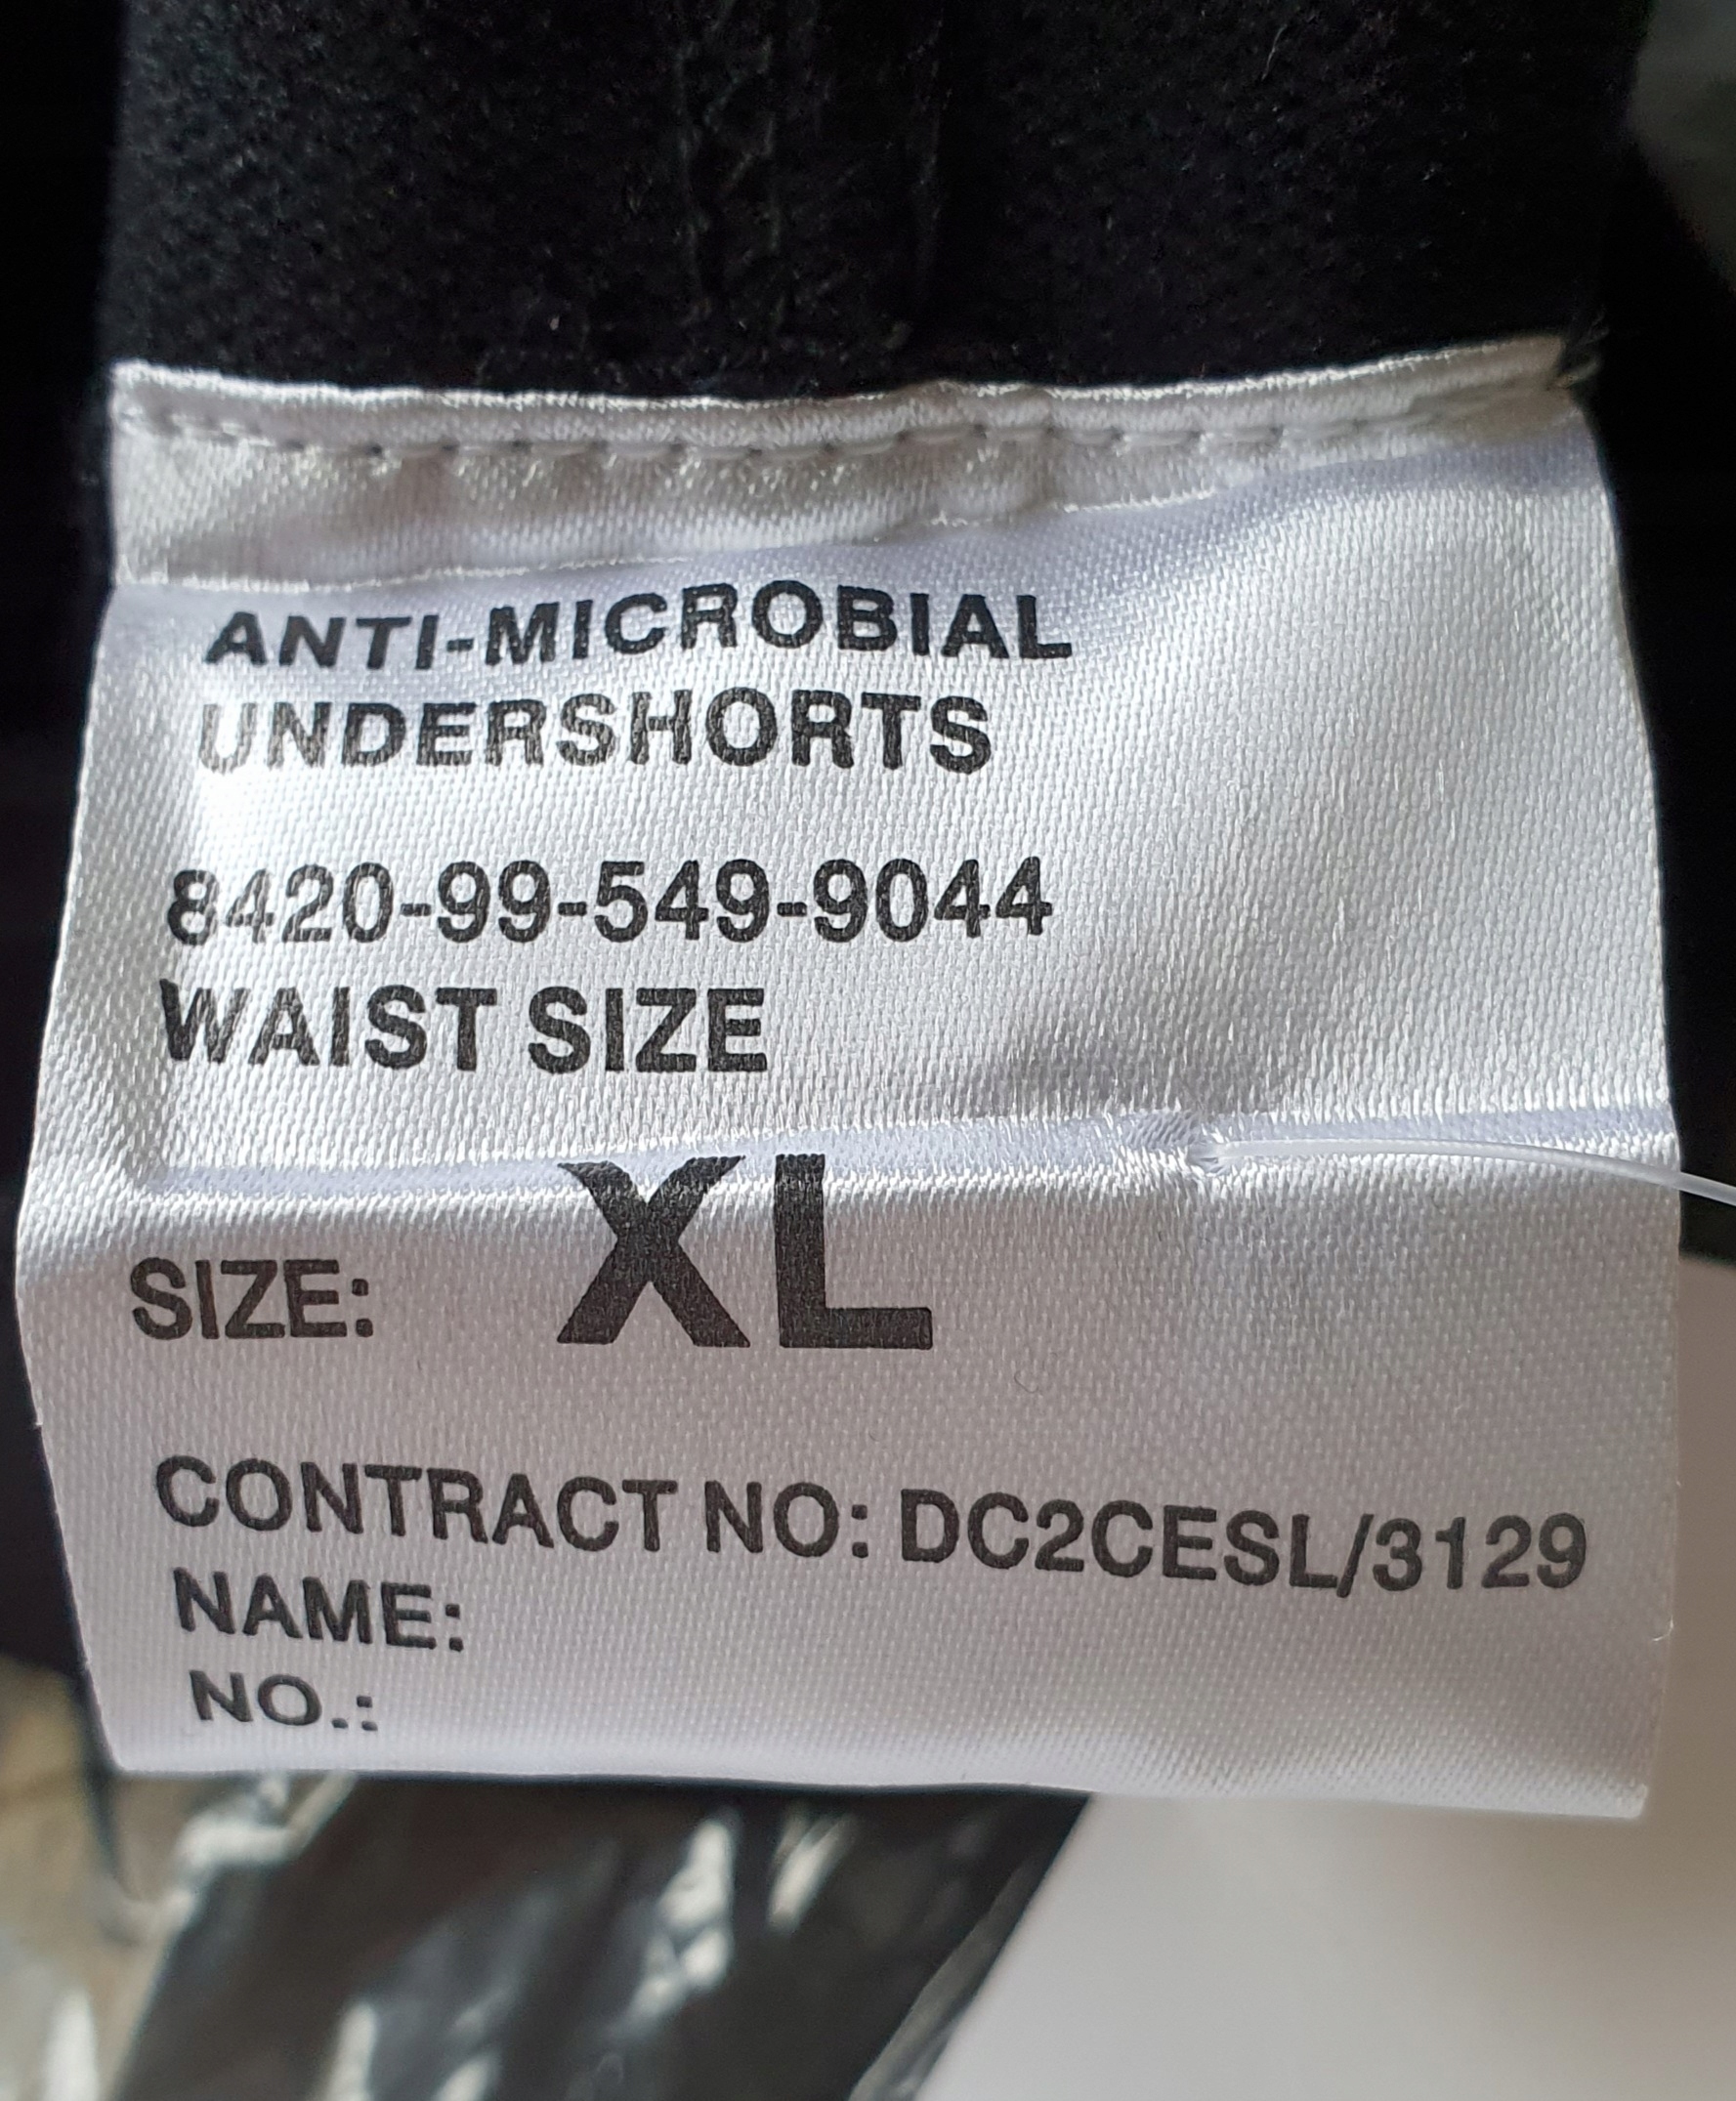 ANTI-MICROBIAL
UNDERSHORTS
8420-99-549-9044
WAIST SIZE
SIZE: XL
CONTRACT NO: DC2CESL/3129
NAME:
NO.: